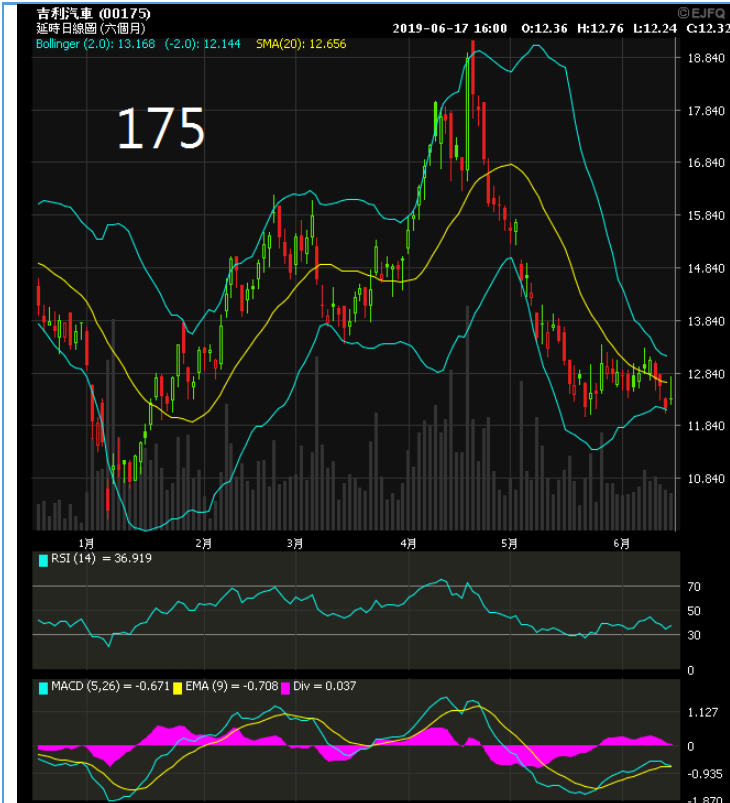 吉利汽車 (00175)
©EJFQ
延時日線圖 (六個月)
2019-06-17 16:00 O:12.36 H:12.76 L:12.24 C:12.32
Bollinger (2.0): 13.168 (-2.0): 12.144 SMA(20): 12.656
175
18.840
17.840
16.840
15.840
14.840
13.840
12.840
11.840
10.840
1月 2月 3月 4月 5月 6月
RSI (14) = 36.919
70
50
30
0
MACD (5,26) = -0.671 EMA (9) = -0.708 Div = 0.037
1.127
0
-0.935
-1.870